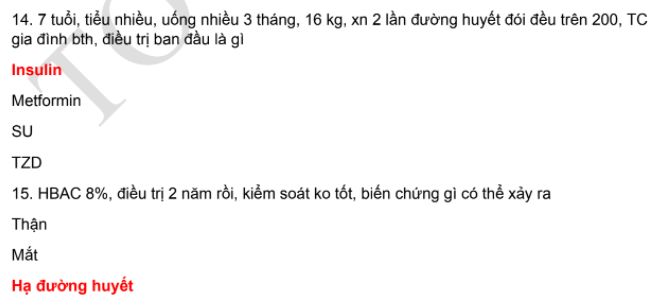 14. 7 tuổi, tiểu nhiều, uống nhiều 3 tháng, 16 kg, xn 2 lần đường huyết đói đều trên 200, TC
gia đình bth, điều trị ban đầu là gì
Insulin
Metformin
SU
TZD
15. HBAC 8%, điều trị 2 năm rồi, kiểm soát ko tốt, biến chứng gì có thể xảy ra
Thận
Mắt
Hạ đường huyết